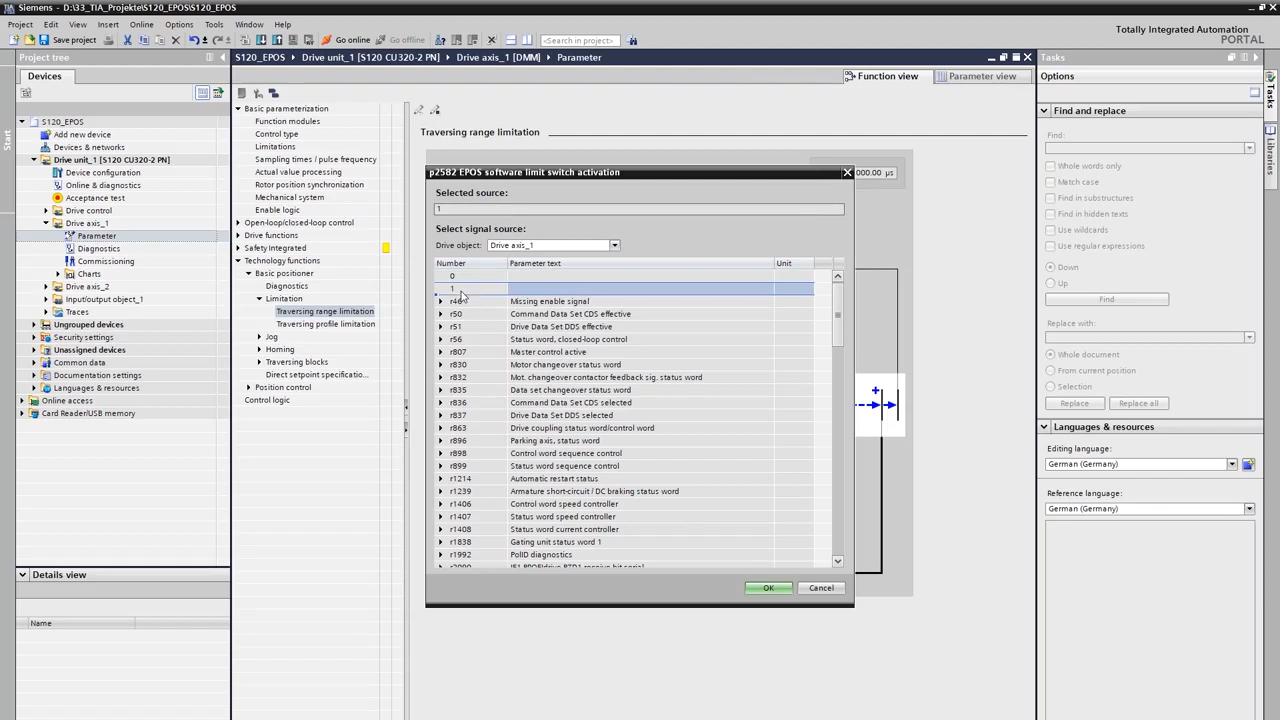 Siemens - D:\33_TIA_Projekte\S120_EPOS\S120_EPOS
Project Edit View Insert Online Options Tools Window Help
Totally Integrated Automation
PORTAL
Save project Go online Go offline <Search in project>
Project tree
S120_EPOS Drive unit_1 [S120 CU320-2 PN] Drive axis_1 [DMM] Parameter
Tasks
Devices
Function view Parameter view
Options
Start
Tasks
Libraries
S120_EPOS
Add new device
Devices & networks
Drive unit_1 [S120 CU320-2 PN]
Device configuration
Online & diagnostics
Acceptance test
Drive control
Drive axis_1
Parameter
Diagnostics
Commissioning
Charts
Drive axis_2
Input/output object_1
Traces
Ungrouped devices
Security settings
Unassigned devices
Common data
Documentation settings
Languages & resources
Online access
Card Reader/USB memory
Details view
Name
Basic parameterization
Function modules
Control type
Limitations
Sampling times / pulse frequency
Actual value processing
Rotor position synchronization
Mechanical system
Enable logic
Open-loop/closed-loop control
Drive functions
Safety Integrated
Technology functions
Basic positioner
Diagnostics
Limitation
Traversing range limitation
Traversing profile limitation
Jog
Homing
Traversing blocks
Direct setpoint specificatio...
Position control
Control logic
Traversing range limitation
000.00 µs
p2582 EPOS software limit switch activation
Selected source:
1
Select signal source:
Drive object: Drive axis_1
Number Parameter text Unit
0
1
Missing enable signal
r50 Command Data Set CDS effective
r51 Drive Data Set DDS effective
r56 Status word, closed-loop control
r807 Master control active
r830 Motor changeover status word
r832 Mot. changeover contactor feedback sig. status word
r835 Data set changeover status word
r836 Command Data Set CDS selected
r837 Drive Data Set DDS selected
r863 Drive coupling status word/control word
r896 Parking axis, status word
r898 Control word sequence control
r899 Status word sequence control
r1214 Automatic restart status
r1239 Armature short-circuit / DC braking status word
r1406 Control word speed controller
r1407 Status word speed controller
r1408 Status word current controller
r1838 Gating unit status word 1
r1992 PolID diagnostics
r2090 IF1 PROFIdrive PZD1 receive bit-serial
OK Cancel
+
Find and replace
Find:
Whole words only
Match case
Find in substructures
Find in hidden texts
Use wildcards
Use regular expressions
Down
Up
Find
Replace with:
Whole document
From current position
Selection
Replace Replace all
Languages & resources
Editing language:
German (Germany)
Reference language:
German (Germany)